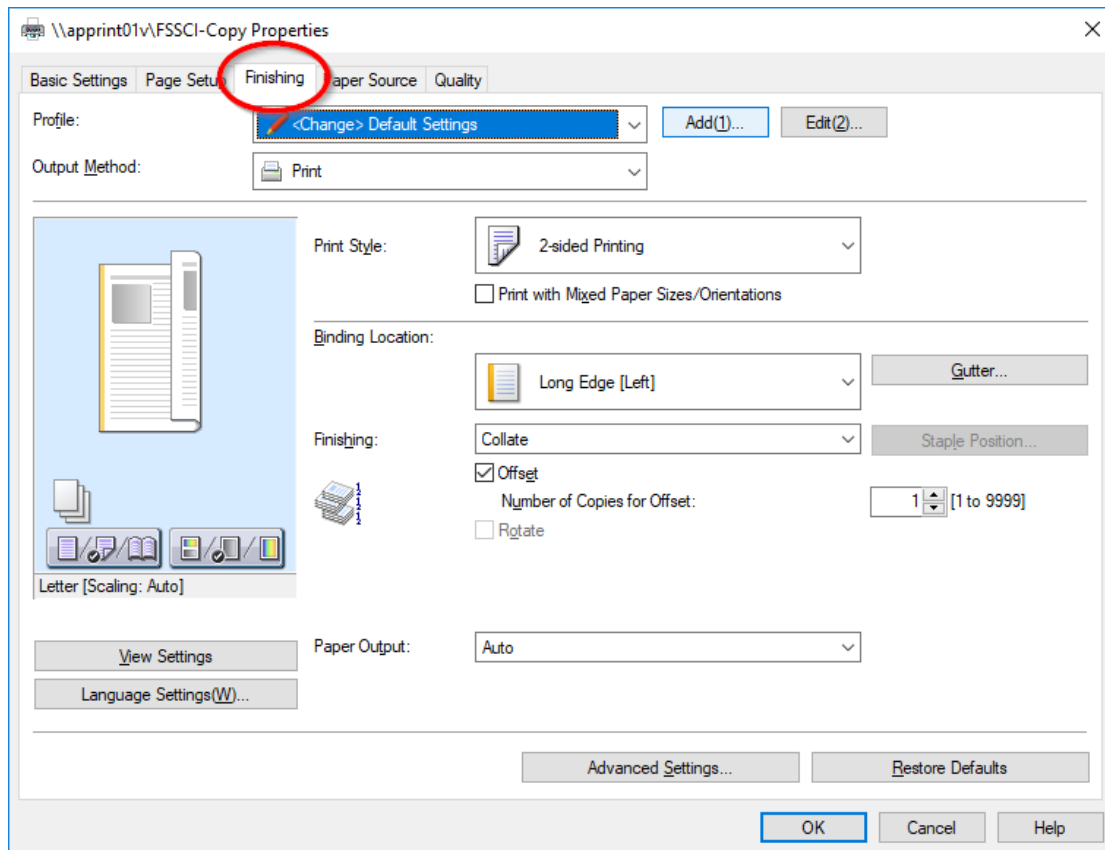 \\apprint01v\FSSCI-Copy Properties
Basic Settings Page Setup Finishing Paper Source Quality
Profile: <Change> Default Settings Add(1)... Edit(2)...
Output Method: Print
Print Style: 2-sided Printing
Print with Mixed Paper Sizes/Orientations
Binding Location:
Long Edge [Left] Gutter...
Finishing: Collate Staple Position...
Offset
Number of Copies for Offset: 1 [1 to 9999]
Rotate
Letter [Scaling: Auto]
View Settings
Paper Output: Auto
Language Settings(W)...
Advanced Settings... Restore Defaults
OK Cancel Help